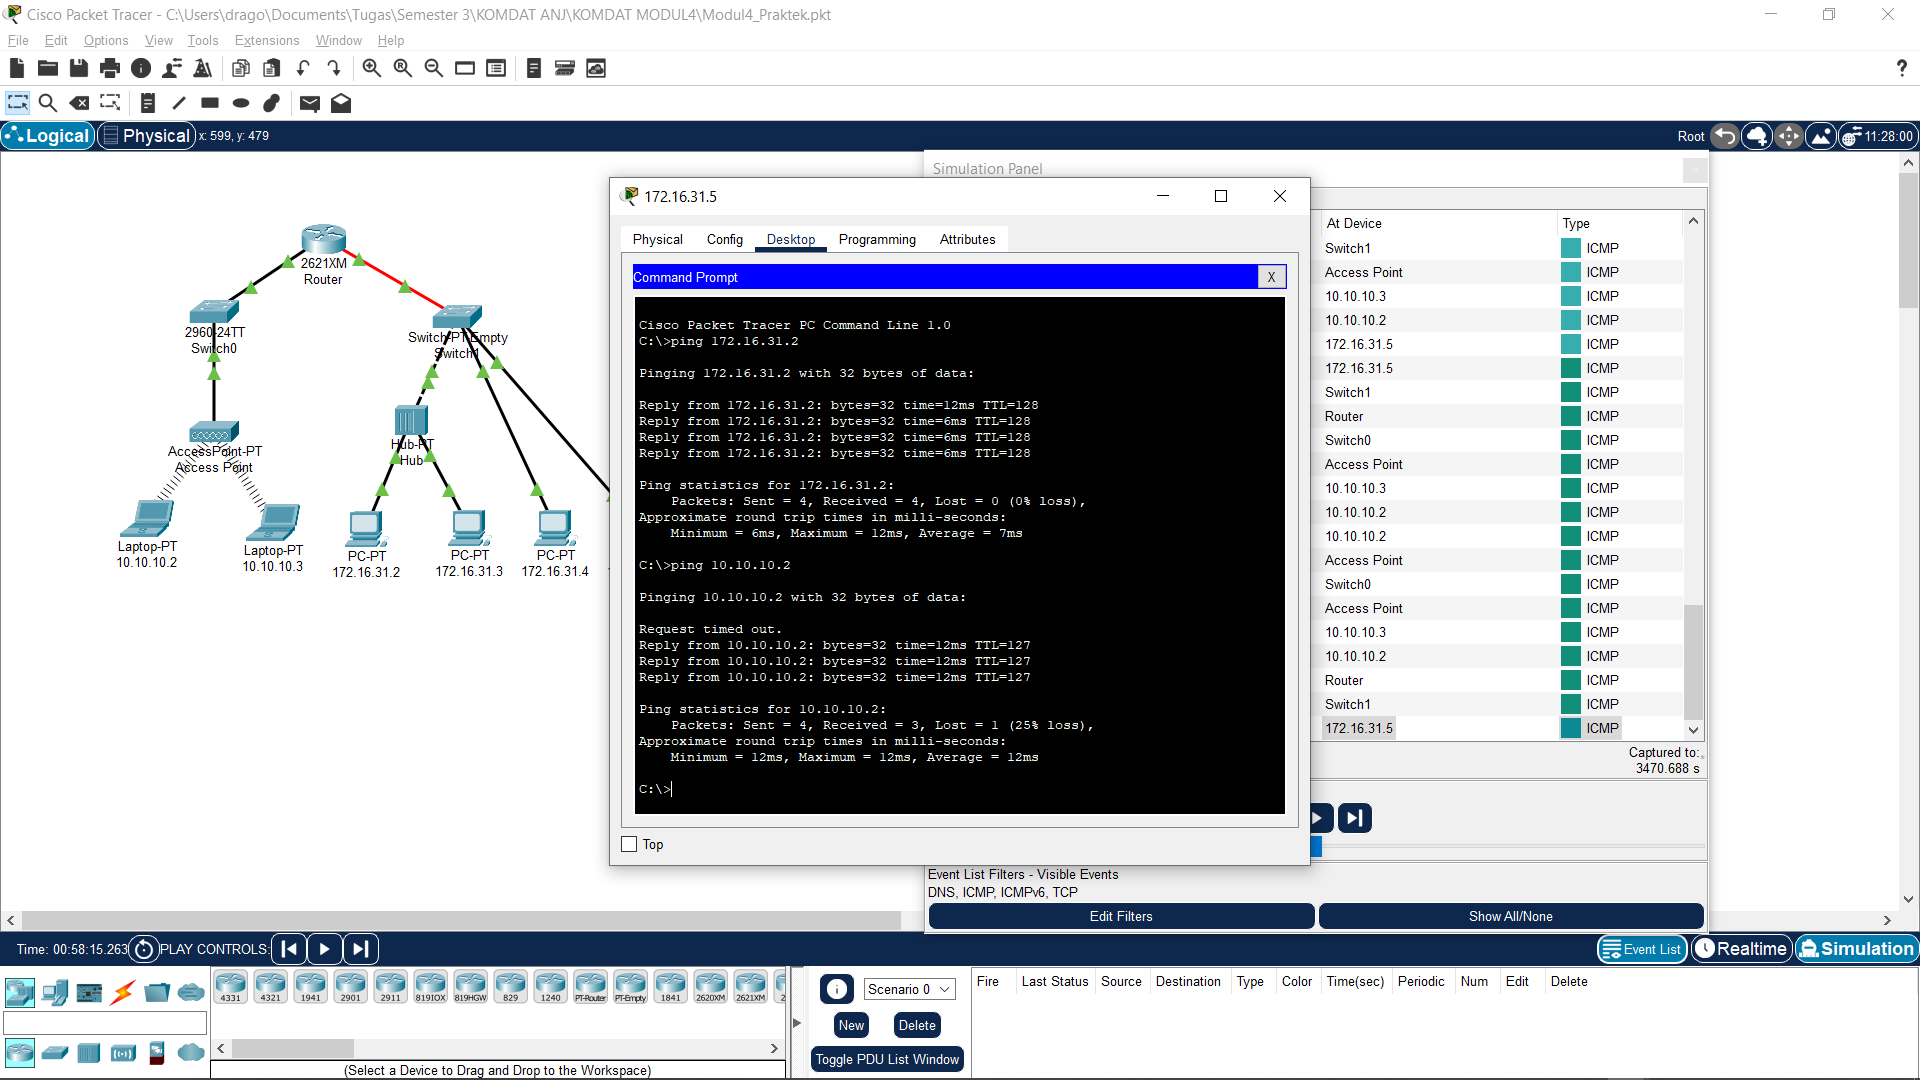 Cisco Packet Tracer - C:\Users\drago\Documents\Tugas\Semester 3\KOMDAT ANJ\KOMDAT MODUL4\Modul4_Praktek.pkt
File Edit Options View Tools Extensions Window Help
?
Logical Physical x: 599, y: 479 Root 11:28:00
2621XM
Router
2960-24TT
Switch0
Switch-PT-Empty
Switch1
AccessPoint-PT
Access Point
Hub-PT
Hub
Laptop-PT
10.10.10.2
Laptop-PT
10.10.10.3
PC-PT
172.16.31.2
PC-PT
172.16.31.3
PC-PT
172.16.31.4
Simulation Panel
172.16.31.5
Physical Config Desktop Programming Attributes
Command Prompt X
Cisco Packet Tracer PC Command Line 1.0
C:\>ping 172.16.31.2
Pinging 172.16.31.2 with 32 bytes of data:
Reply from 172.16.31.2: bytes=32 time=12ms TTL=128
Reply from 172.16.31.2: bytes=32 time=6ms TTL=128
Reply from 172.16.31.2: bytes=32 time=6ms TTL=128
Reply from 172.16.31.2: bytes=32 time=6ms TTL=128
Ping statistics for 172.16.31.2:
Packets: Sent = 4, Received = 4, Lost = 0 (0% loss),
Approximate round trip times in milli-seconds:
Minimum = 6ms, Maximum = 12ms, Average = 7ms
C:\>ping 10.10.10.2
Pinging 10.10.10.2 with 32 bytes of data:
Request timed out.
Reply from 10.10.10.2: bytes=32 time=12ms TTL=127
Reply from 10.10.10.2: bytes=32 time=12ms TTL=127
Reply from 10.10.10.2: bytes=32 time=12ms TTL=127
Ping statistics for 10.10.10.2:
Packets: Sent = 4, Received = 3, Lost = 1 (25% loss),
Approximate round trip times in milli-seconds:
Minimum = 12ms, Maximum = 12ms, Average = 12ms
C:\>
Top
At Device Type
Switch1 ICMP
Access Point ICMP
10.10.10.3 ICMP
10.10.10.2 ICMP
172.16.31.5 ICMP
172.16.31.5 ICMP
Switch1 ICMP
Router ICMP
Switch0 ICMP
Access Point ICMP
10.10.10.3 ICMP
10.10.10.2 ICMP
10.10.10.2 ICMP
Access Point ICMP
Switch0 ICMP
Access Point ICMP
10.10.10.3 ICMP
10.10.10.2 ICMP
Router ICMP
Switch1 ICMP
172.16.31.5 ICMP
Captured to:
3470.688 s
Event List Filters - Visible Events
DNS, ICMP, ICMPv6, TCP
Edit Filters Show All/None
Time: 00:58:15.263 PLAY CONTROLS: Event List Realtime Simulation
4331 4321 1941 2901 2911 819IOX 819HGW 829 1240 PT-Router PT-Empty 1841 2620XM 2621XM 2
(Select a Device to Drag and Drop to the Workspace)
Scenario 0
New Delete
Toggle PDU List Window
Fire Last Status Source Destination Type Color Time(sec) Periodic Num Edit Delete